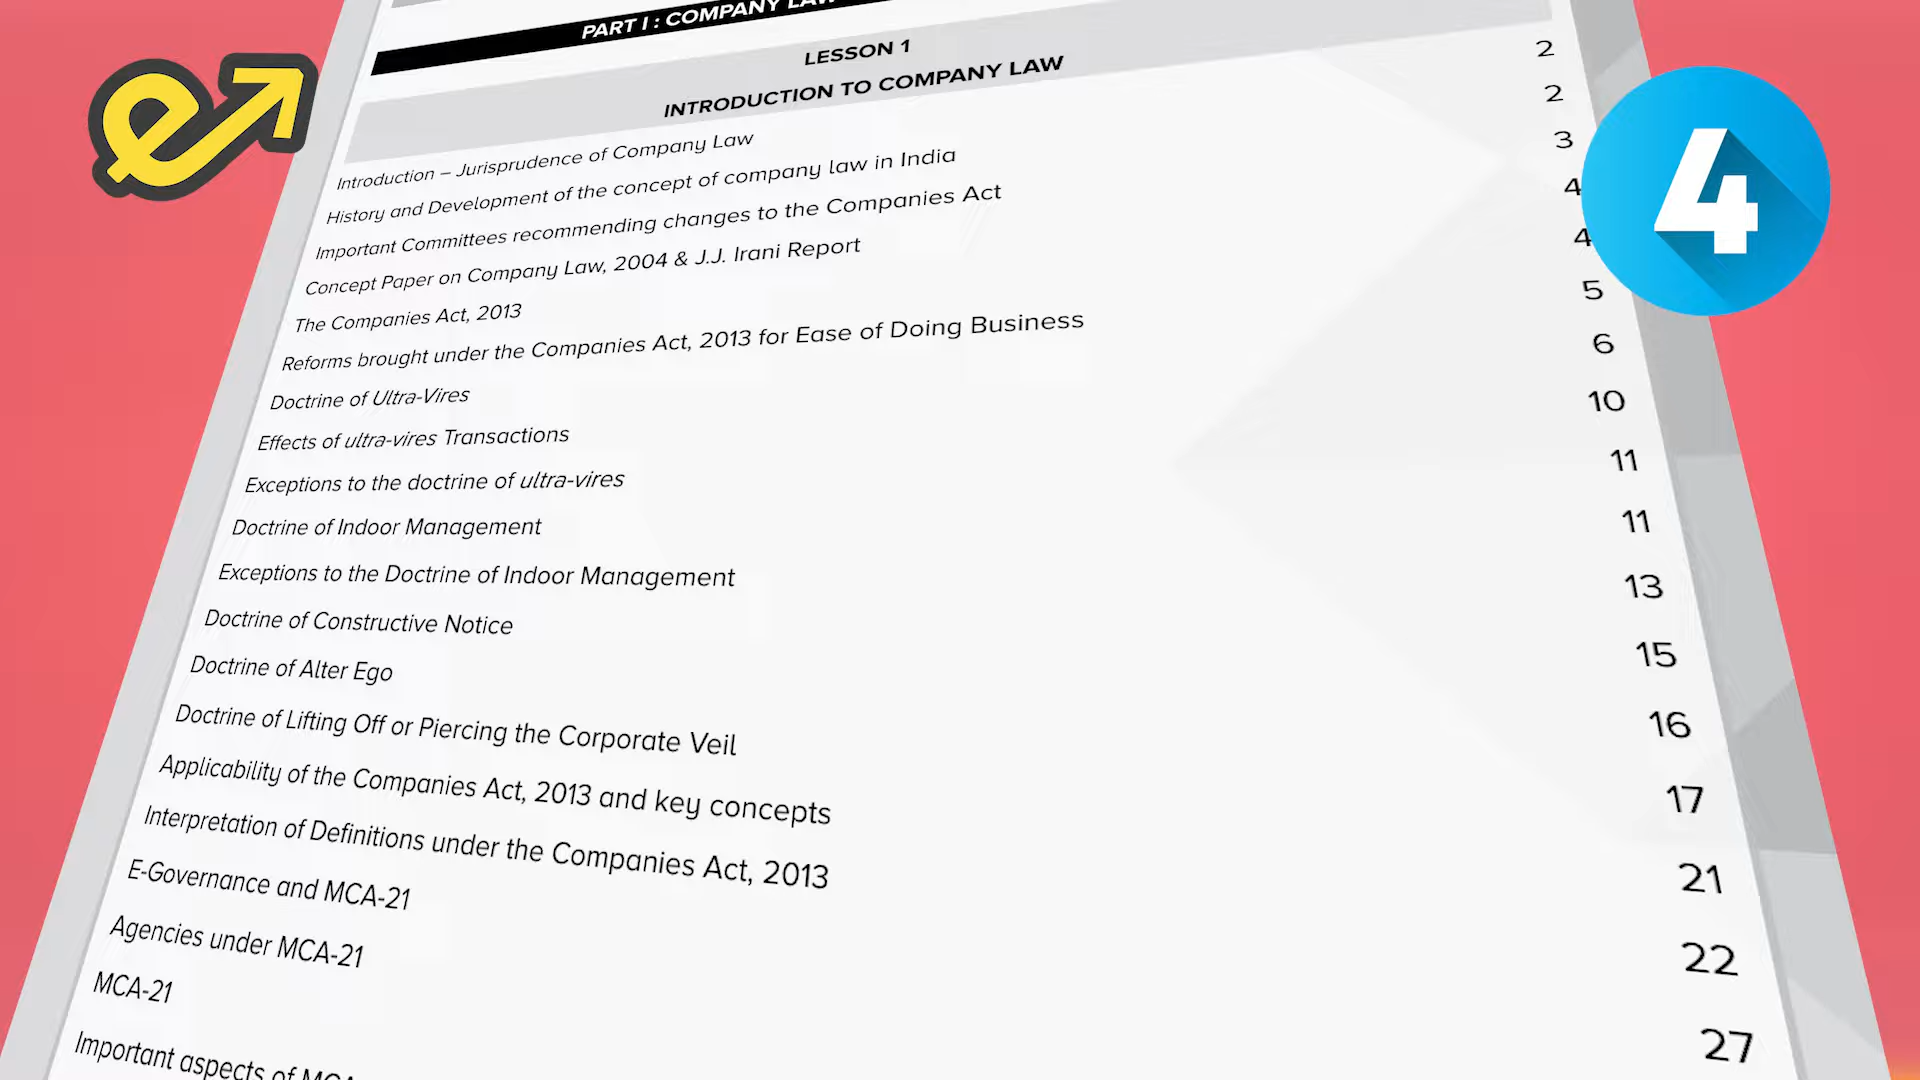 PART I : COMPANY LAW
LESSON 1
INTRODUCTION TO COMPANY LAW
2
Introduction – Jurisprudence of Company Law 2
History and Development of the concept of company law in India 3
Important Committees recommending changes to the Companies Act 4
Concept Paper on Company Law, 2004 & J.J. Irani Report 4
The Companies Act, 2013 5
Reforms brought under the Companies Act, 2013 for Ease of Doing Business 6
Doctrine of Ultra-Vires 10
Effects of ultra-vires Transactions 11
Exceptions to the doctrine of ultra-vires 11
Doctrine of Indoor Management 13
Exceptions to the Doctrine of Indoor Management 15
Doctrine of Constructive Notice 16
Doctrine of Alter Ego 17
Doctrine of Lifting Off or Piercing the Corporate Veil 21
Applicability of the Companies Act, 2013 and key concepts 22
Interpretation of Definitions under the Companies Act, 2013 27
E-Governance and MCA-21
Agencies under MCA-21
MCA-21
Important aspects of
e
4